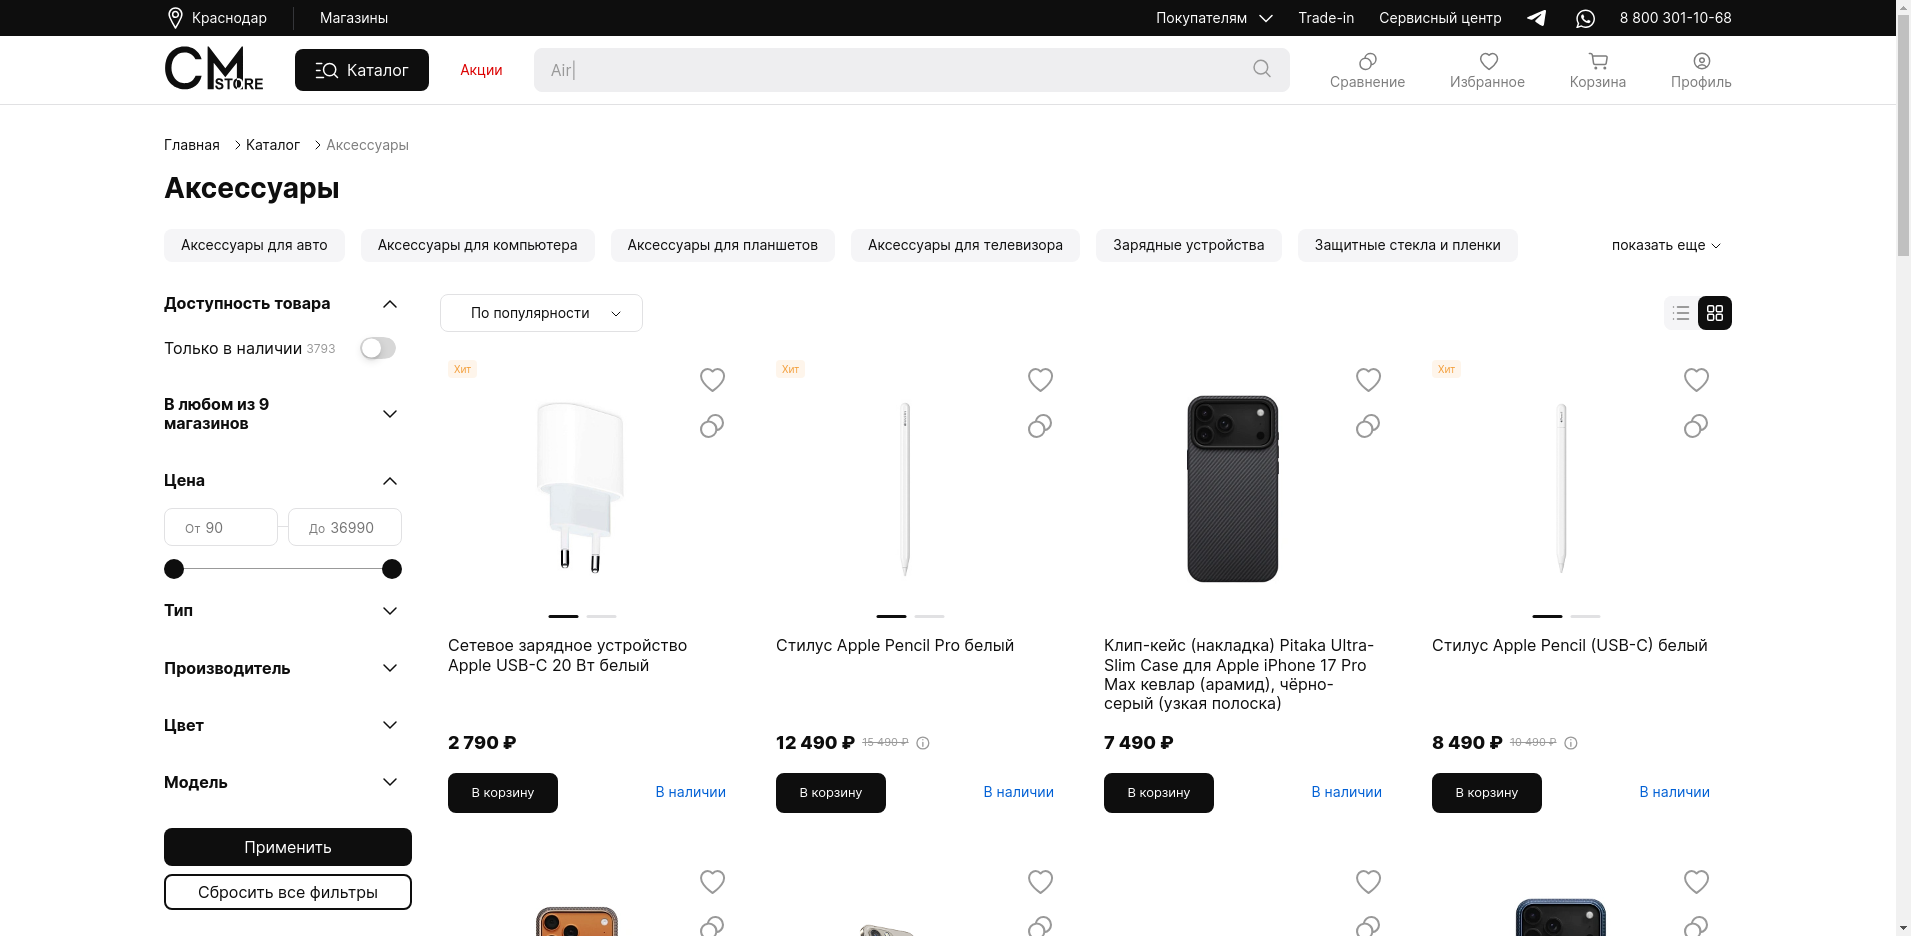 Краснодар
Магазины
Покупателям
Trade-in
Сервисный центр
8 800 301-10-68
CM STORE
Каталог
Акции
Air|
Сравнение
Избранное
Корзина
Профиль
Главная
Каталог
Аксессуары
Аксессуары
Аксессуары для авто
Аксессуары для компьютера
Аксессуары для планшетов
Аксессуары для телевизора
Зарядные устройства
Защитные стекла и пленки
показать еще
Доступность товара
Только в наличии 3793
В любом из 9
магазинов
Цена
От 90
До 36990
Тип
Производитель
Цвет
Модель
Применить
Сбросить все фильтры
По популярности
Хит
Сетевое зарядное устройство
Apple USB-C 20 Вт белый
2 790 ₽
В корзину
В наличии
Хит
Стилус Apple Pencil Pro белый
12 490 ₽ 15 490 ₽
В корзину
В наличии
Клип-кейс (накладка) Pitaka Ultra-
Slim Case для Apple iPhone 17 Pro
Max кевлар (арамид), чёрно-
серый (узкая полоска)
7 490 ₽
В корзину
В наличии
Хит
Стилус Apple Pencil (USB-C) белый
8 490 ₽ 10 490 ₽
В корзину
В наличии